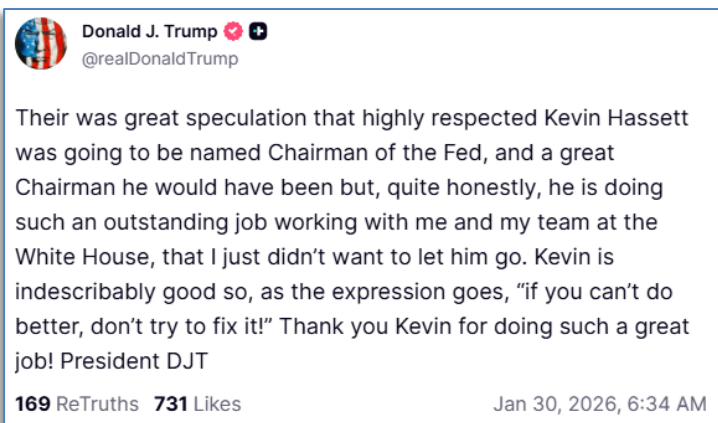 Donald J. Trump
@realDonaldTrump
Their was great speculation that highly respected Kevin Hassett
was going to be named Chairman of the Fed, and a great
Chairman he would have been but, quite honestly, he is doing
such an outstanding job working with me and my team at the
White House, that I just didn’t want to let him go. Kevin is
indescribably good so, as the expression goes, “if you can’t do
better, don’t try to fix it!” Thank you Kevin for doing such a great
job! President DJT
169 ReTruths 731 Likes Jan 30, 2026, 6:34 AM